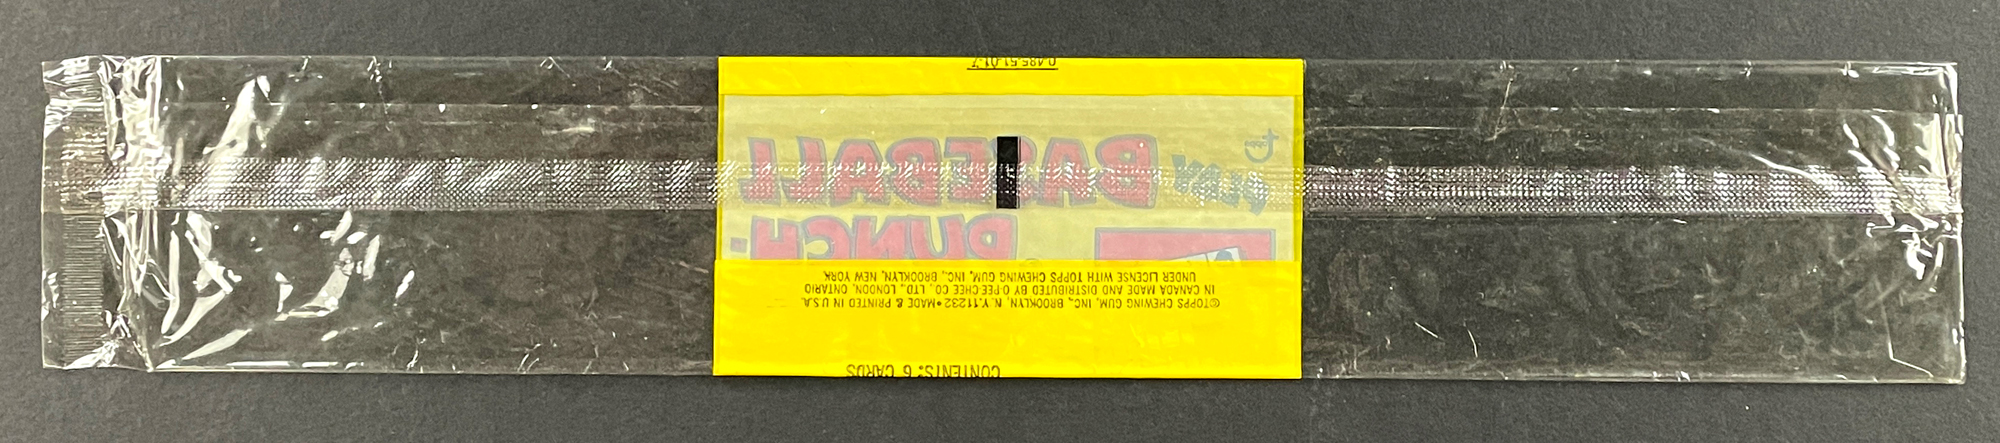 CONTENTS: 6 CARDS
©TOPPS CHEWING GUM, INC., BROOKLYN, N.Y. 11232 • MADE & PRINTED IN U.S.A.
IN CANADA MADE AND DISTRIBUTED BY O-PEE-CHEE CO., LTD., LONDON, ONTARIO
UNDER LICENSE WITH TOPPS CHEWING GUM, INC., BROOKLYN, NEW YORK.
PUNCH-
topps BASEBALL
0-485-51-01-7